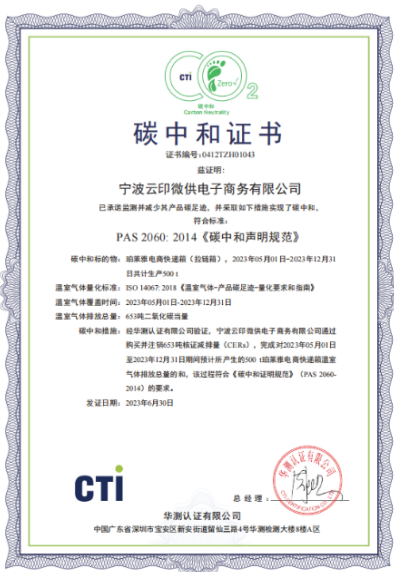 CTI
Zero+
2
碳中和
Carbon Neutrality
碳中和证书
证书编号:0412TZH01043
兹证明:
宁波云印微供电子商务有限公司
已承诺监测并减少其产品碳足迹,并采取如下措施实现了碳中和,
符合标准:
PAS 2060: 2014《碳中和声明规范》
碳中和标的物: 珀莱雅电商快递箱(拉链箱),2023年05月01日-2023年12月31
日共计生产500 t
温室气体量化标准: ISO 14067: 2018《温室气体-产品碳足迹-量化要求和指南》
温室气体覆盖时间: 2023年05月01日-2023年12月31日
温室气体排放总量: 653吨二氧化碳当量
碳中和措施: 经华测认证有限公司验证,宁波云印微供电子商务有限公司通过
购买并注销653吨核证减排量(CERs),完成对2023年05月01日
至2023年12月31日期间预计所产生的500 t珀莱雅电商快递箱温室
气体排放总量的和,该过程符合《碳中和证明规范》(PAS 2060-
2014)的要求。
发证日期: 2023年6月30日
CTI
总经理:
华测认证有限公司
华测认证有限公司
中国广东省深圳市宝安区新安街道留仙三路4号华测检测大楼8楼A区